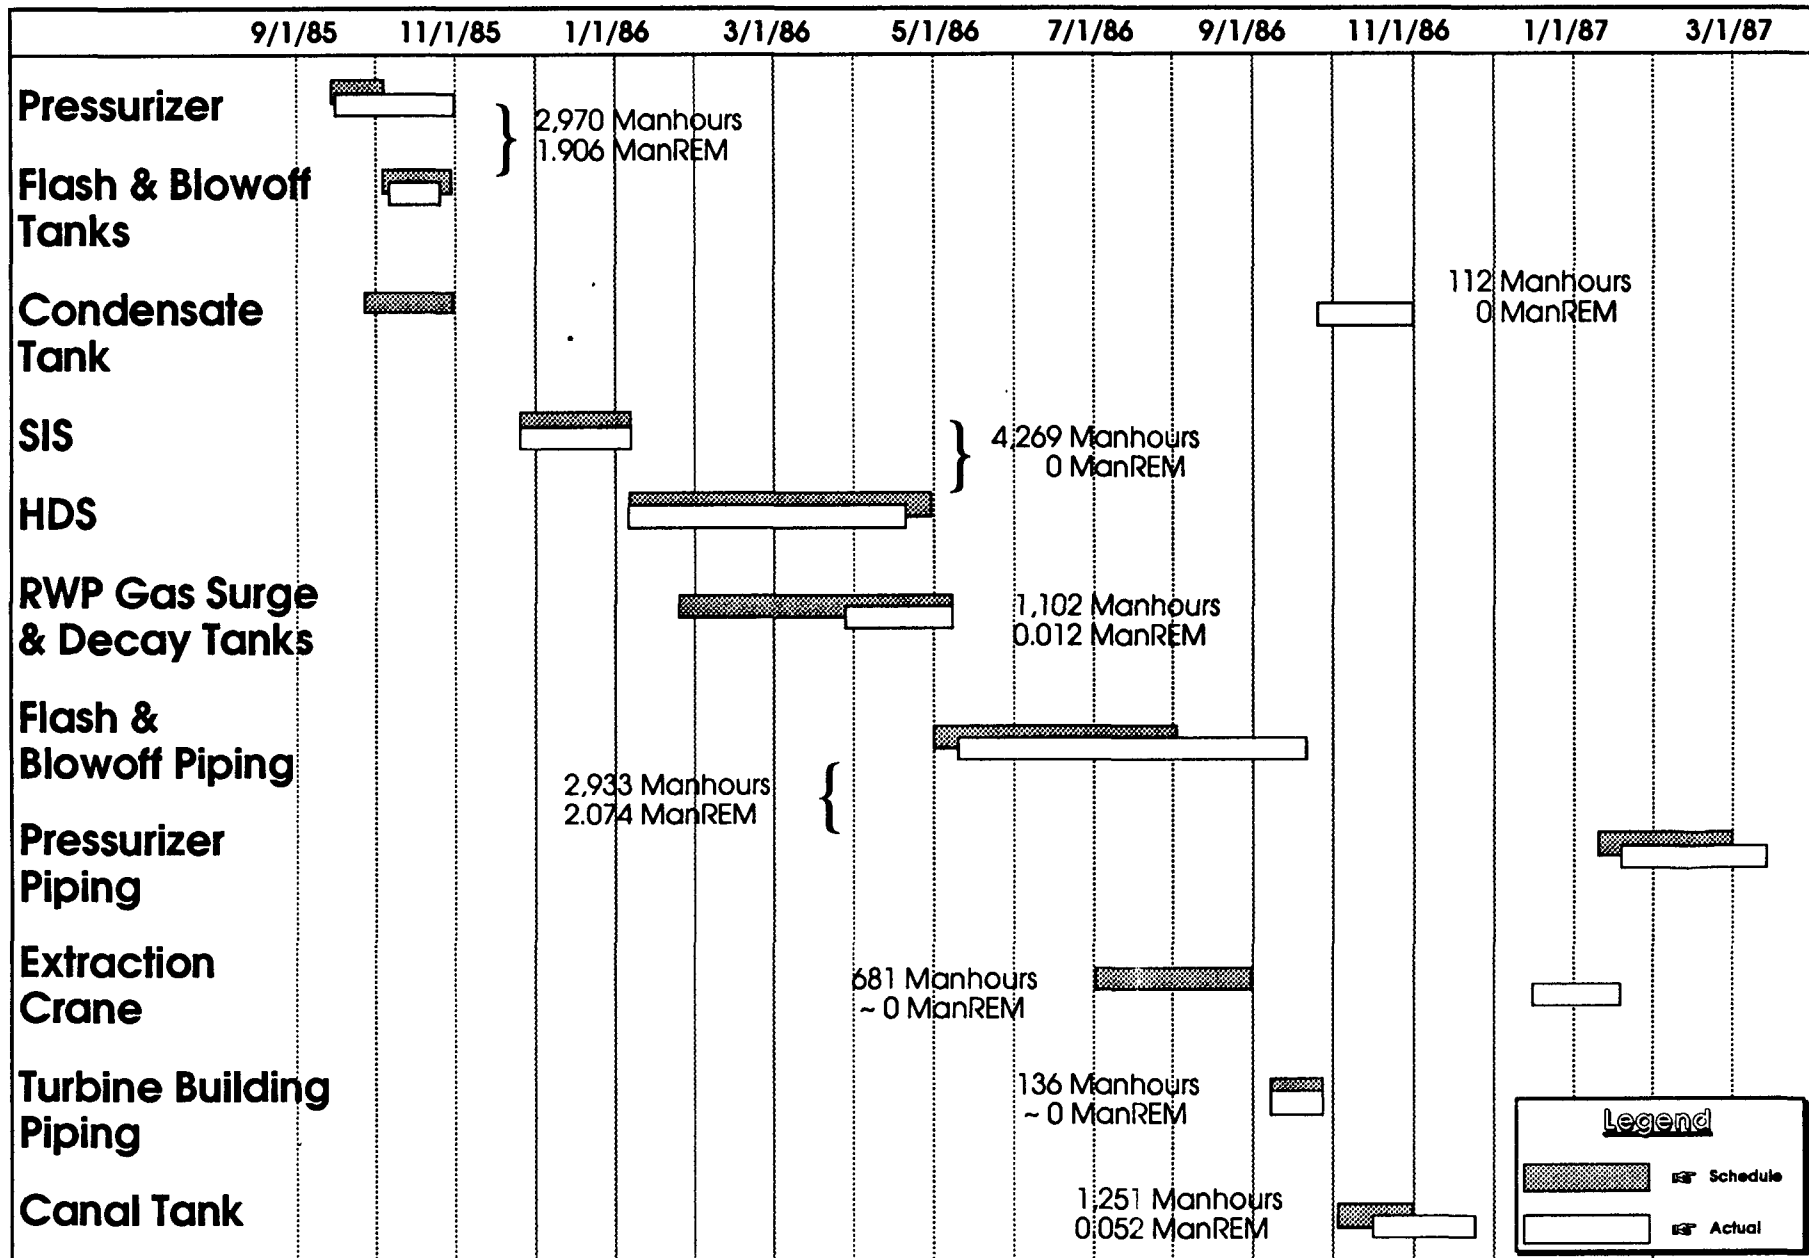 9/1/85 11/1/85 1/1/86 3/1/86 5/1/86 7/1/86 9/1/86 11/1/86 1/1/87 3/1/87
Pressurizer
2,970 Manhours
1.906 ManREM
Flash & Blowoff
Tanks
Condensate
Tank
112 Manhours
0 ManREM
SIS
4,269 Manhours
0 ManREM
HDS
RWP Gas Surge
& Decay Tanks
1,102 Manhours
0.012 ManREM
Flash &
Blowoff Piping
2,933 Manhours
2.074 ManREM
Pressurizer
Piping
Extraction
Crane
681 Manhours
~ 0 ManREM
Turbine Building
Piping
136 Manhours
~ 0 ManREM
Canal Tank
1,251 Manhours
0.052 ManREM
Legend
☞ Schedule
☞ Actual